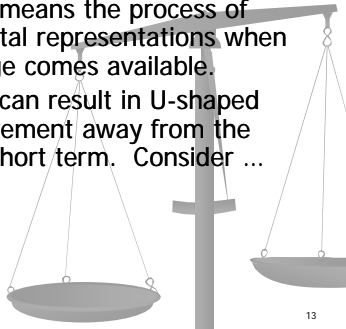 means the process of
tal representations when
ge comes available.
can result in U-shaped
ement away from the
hort term.  Consider ...
13